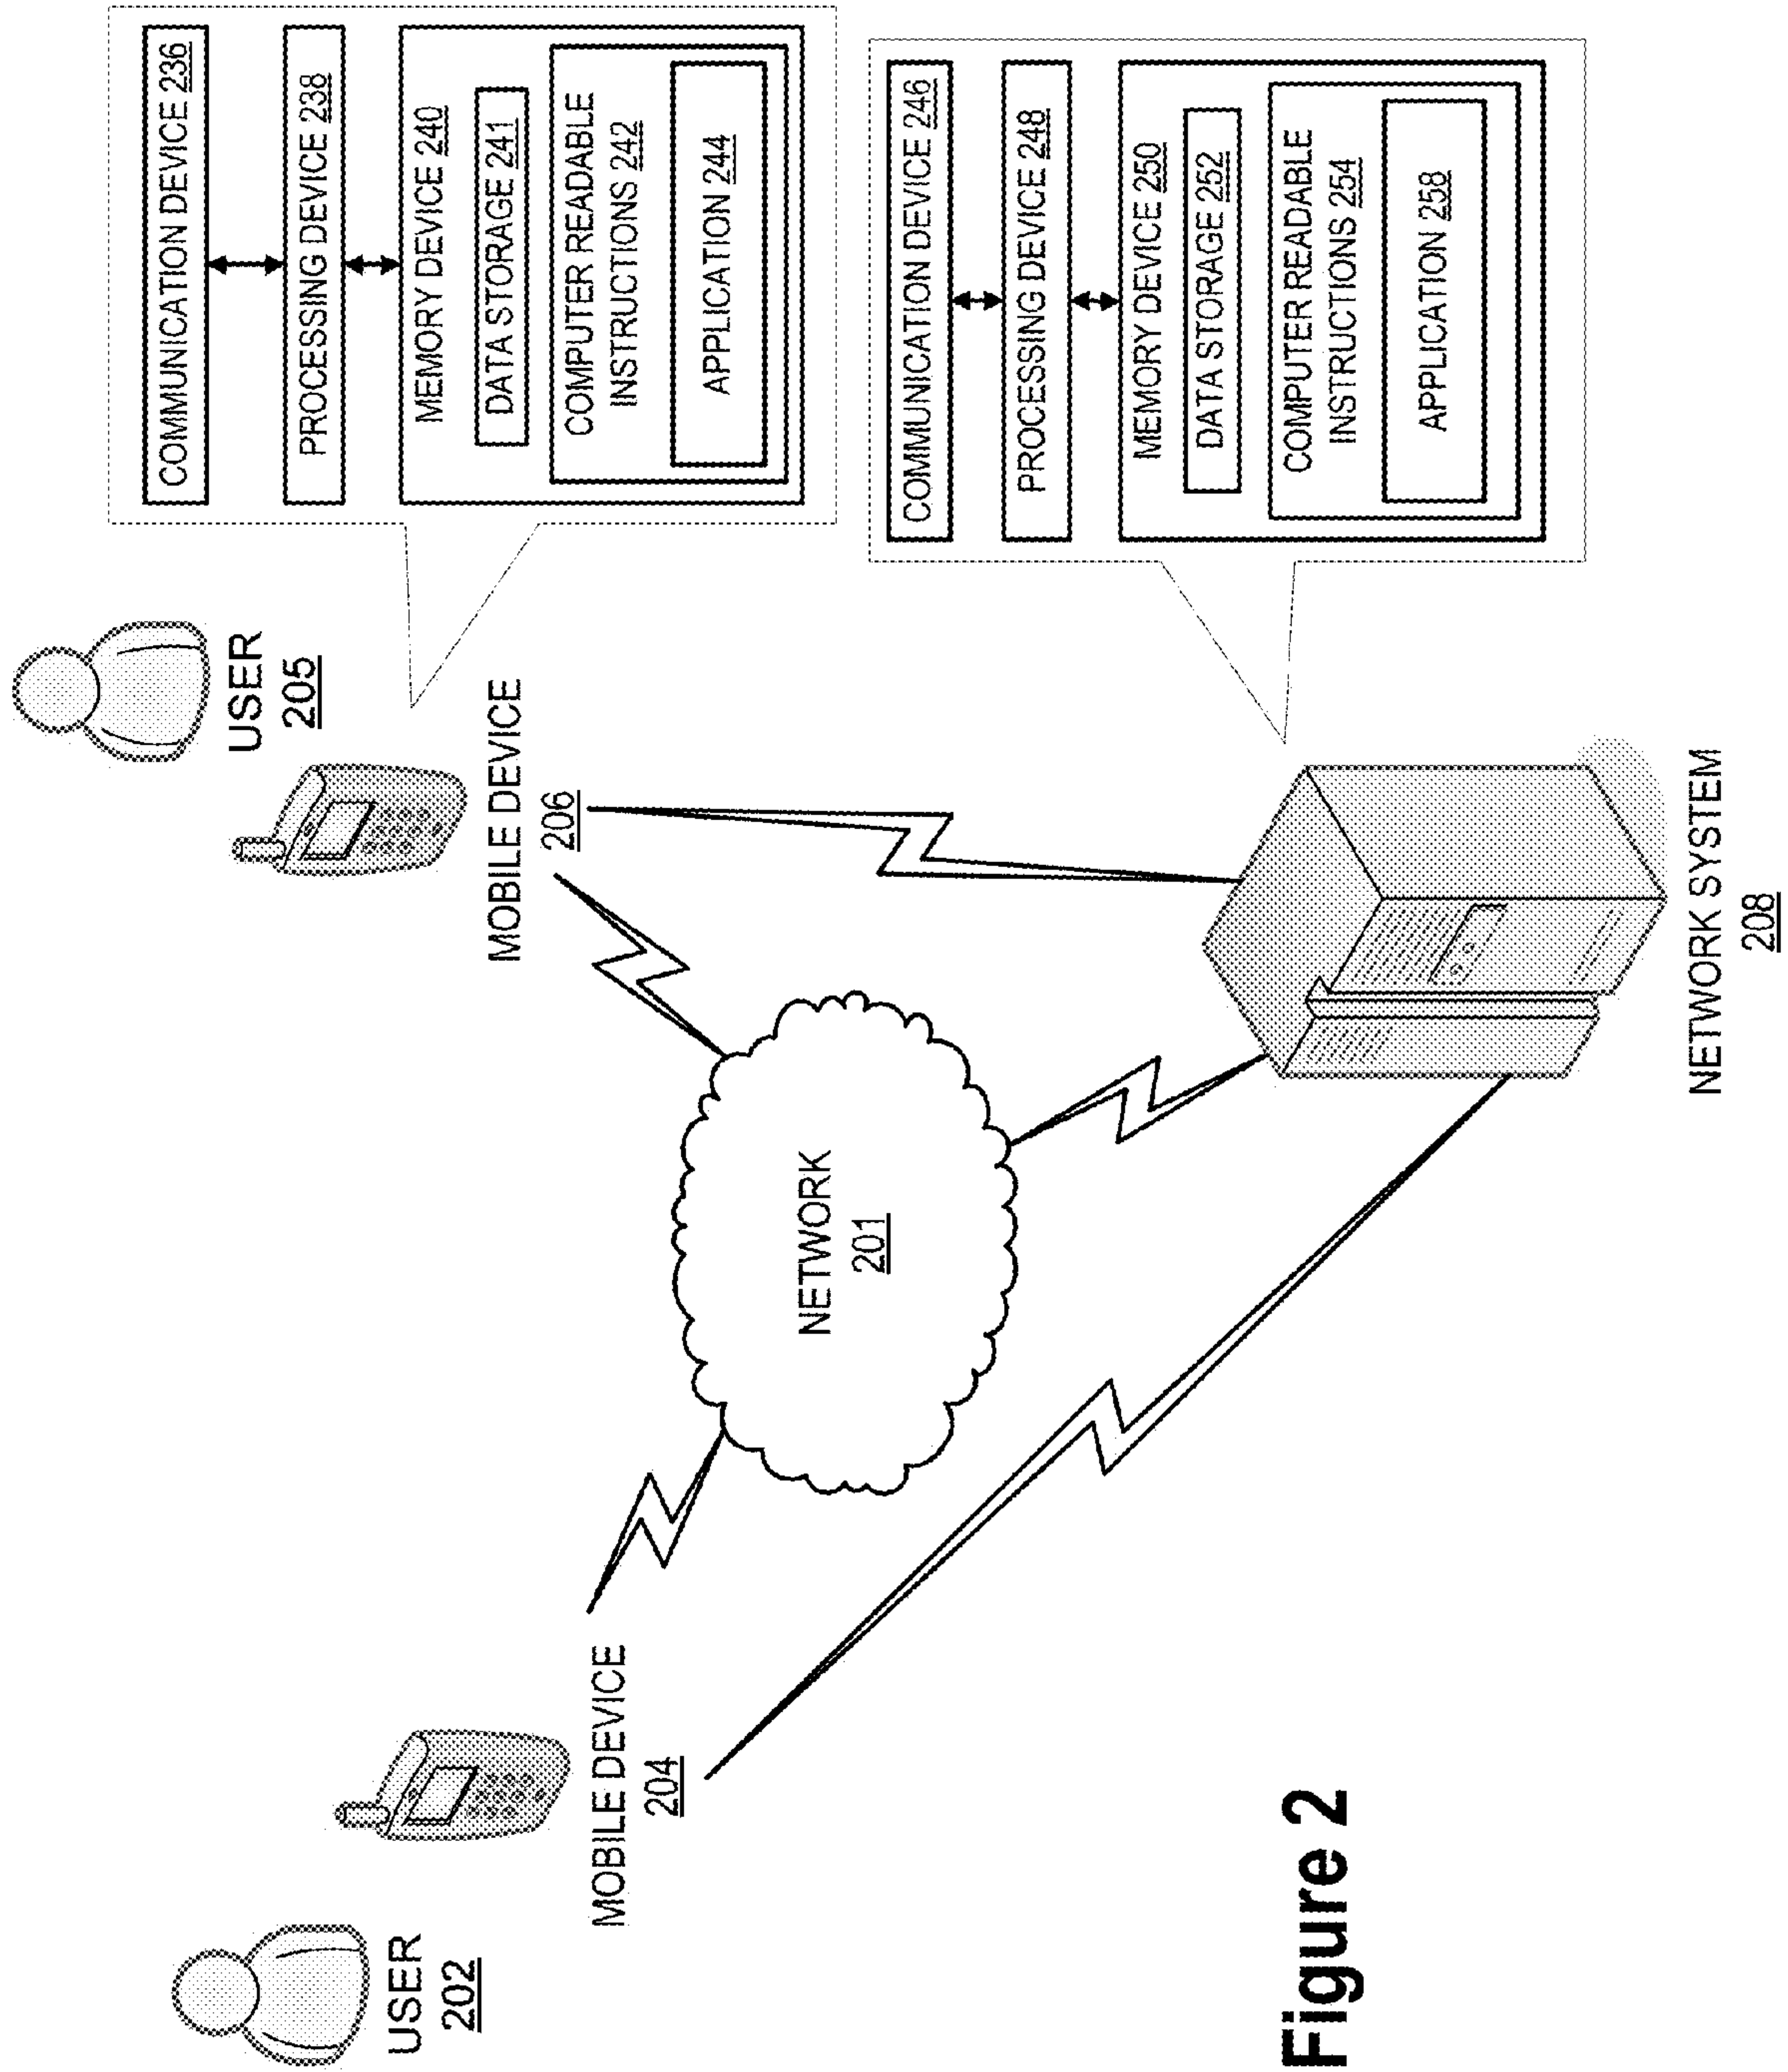 USER
205
USER
202
MOBILE DEVICE
206
MOBILE DEVICE
204
NETWORK
201
NETWORK SYSTEM
208
COMMUNICATION DEVICE 236
PROCESSING DEVICE 238
MEMORY DEVICE 240
DATA STORAGE 241
COMPUTER READABLE
INSTRUCTIONS 242
APPLICATION 244
COMMUNICATION DEVICE 246
PROCESSING DEVICE 248
MEMORY DEVICE 250
DATA STORAGE 252
COMPUTER READABLE
INSTRUCTIONS 254
APPLICATION 258
Figure 2